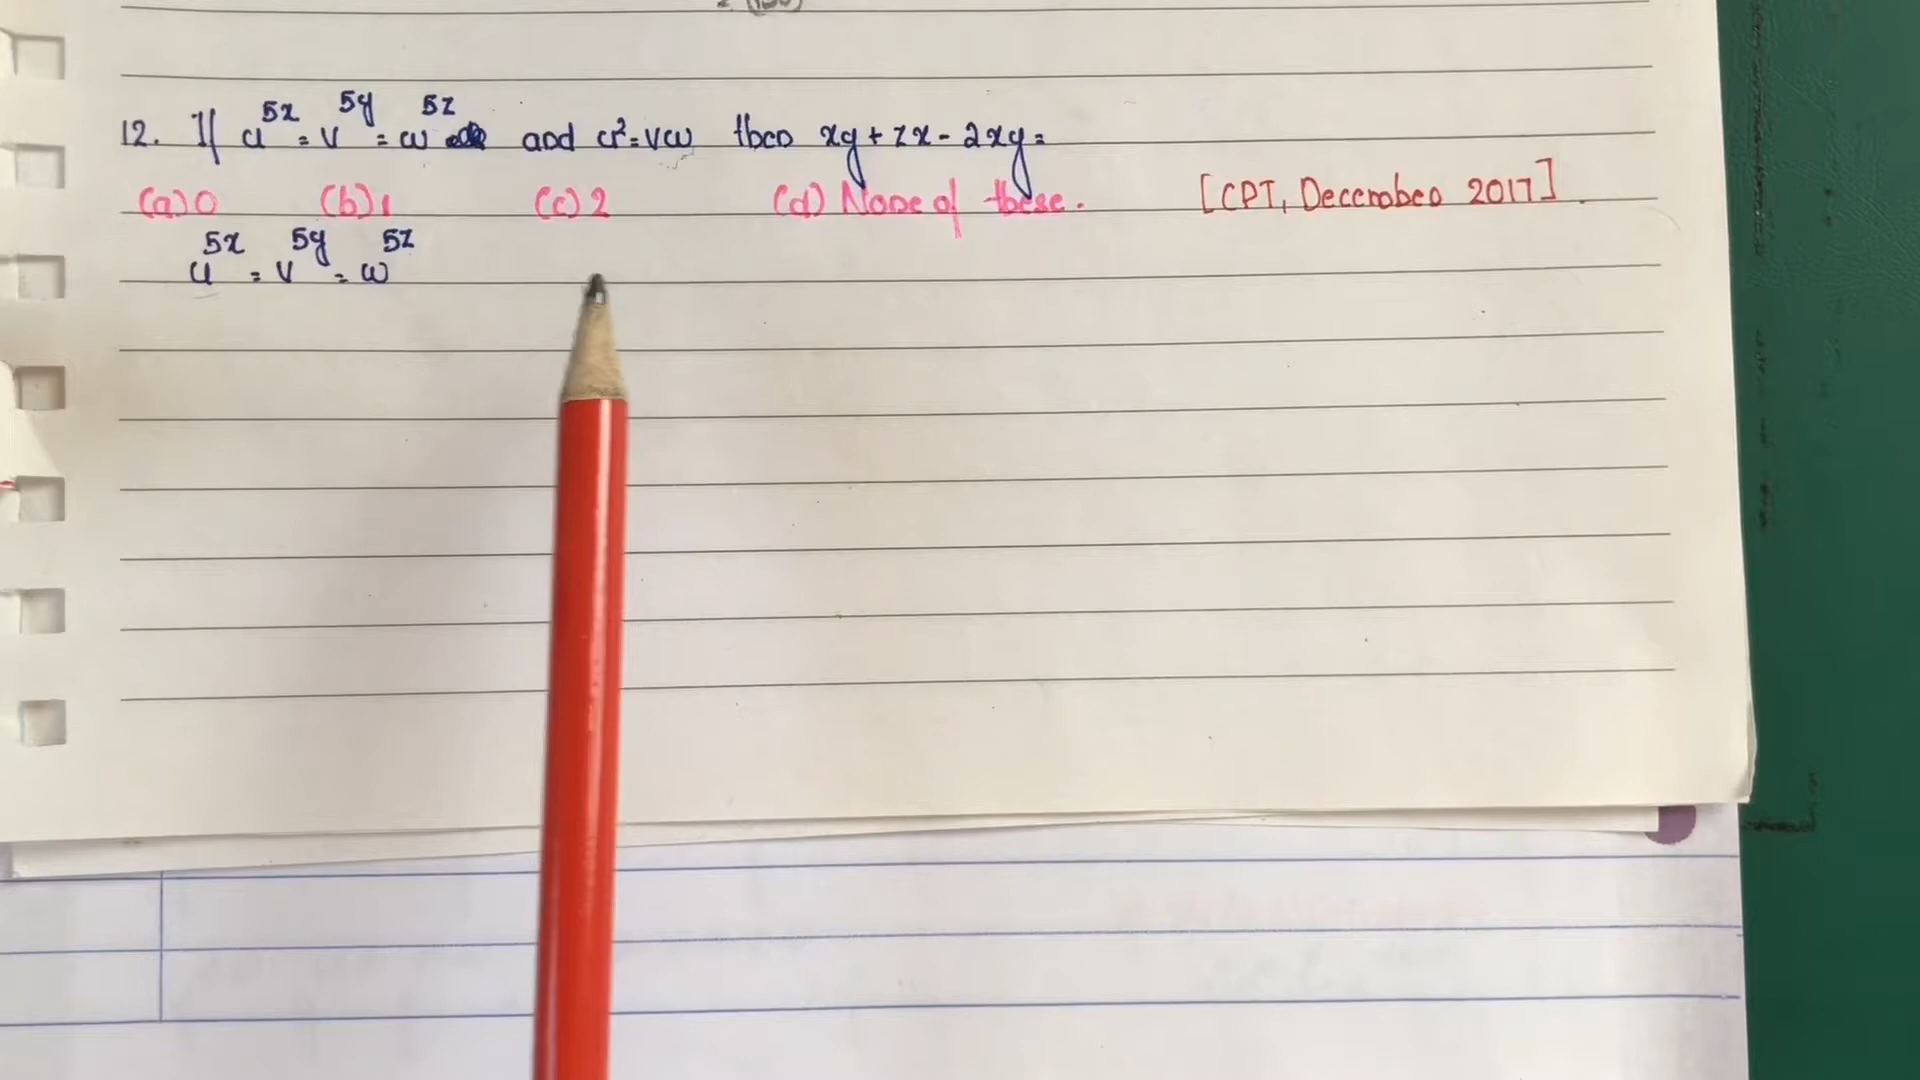 12. If u^5x = v^5y = w^5z and u²=vw then xy + zx - 2xy=
(a) 0 (b) 1 (c) 2 (d) None of these. [CPT, December 2017].
u^5x = v^5y = w^5z